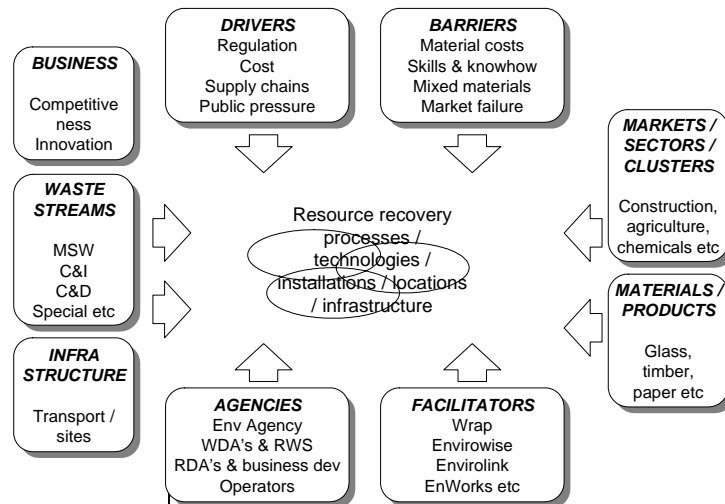 DRIVERS
Regulation
Cost
Supply chains
Public pressure
BARRIERS
Material costs
Skills & knowhow
Mixed materials
Market failure
BUSINESS
Competitive
ness
Innovation
MARKETS /
SECTORS /
CLUSTERS
Construction,
agriculture,
chemicals etc
WASTE
STREAMS
MSW
C&I
C&D
Special etc
Resource recovery
processes /
technologies /
installations / locations
/ infrastructure
MATERIALS /
PRODUCTS
Glass,
timber,
paper etc
INFRA
STRUCTURE
Transport /
sites
AGENCIES
Env Agency
WDA's & RWS
RDA's & business dev
Operators
FACILITATORS
Wrap
Envirowise
Envirolink
EnWorks etc